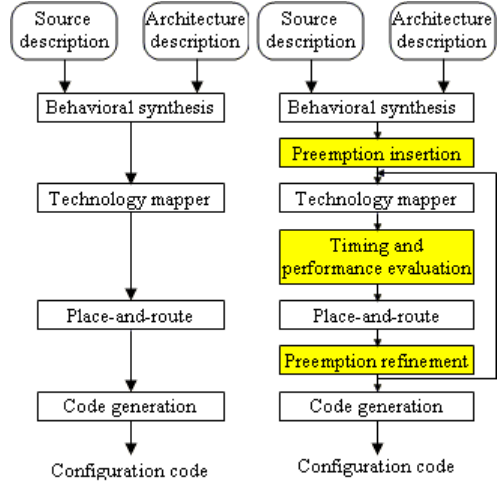 Source
description
Architecture
description
Behavioral synthesis
Technology mapper
Place-and-route
Code generation
Configuration code
Source
description
Architecture
description
Behavioral synthesis
Preemption insertion
Technology mapper
Timing and
performance evaluation
Place-and-route
Preemption refinement
Code generation
Configuration code